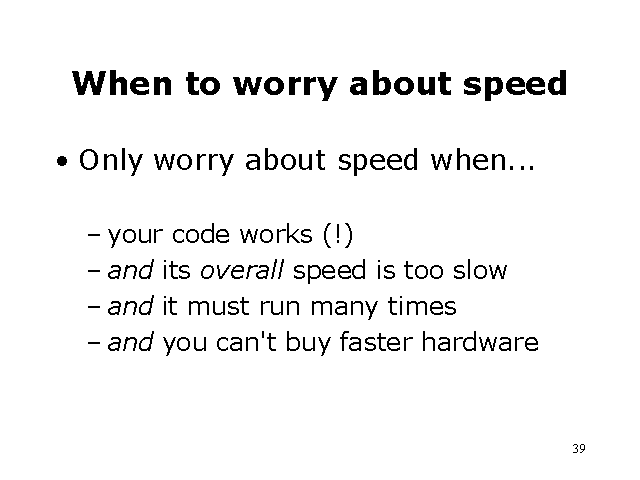 When to worry about speed
• Only worry about speed when...
– your code works (!)
– and its overall speed is too slow
– and it must run many times
– and you can't buy faster hardware
39